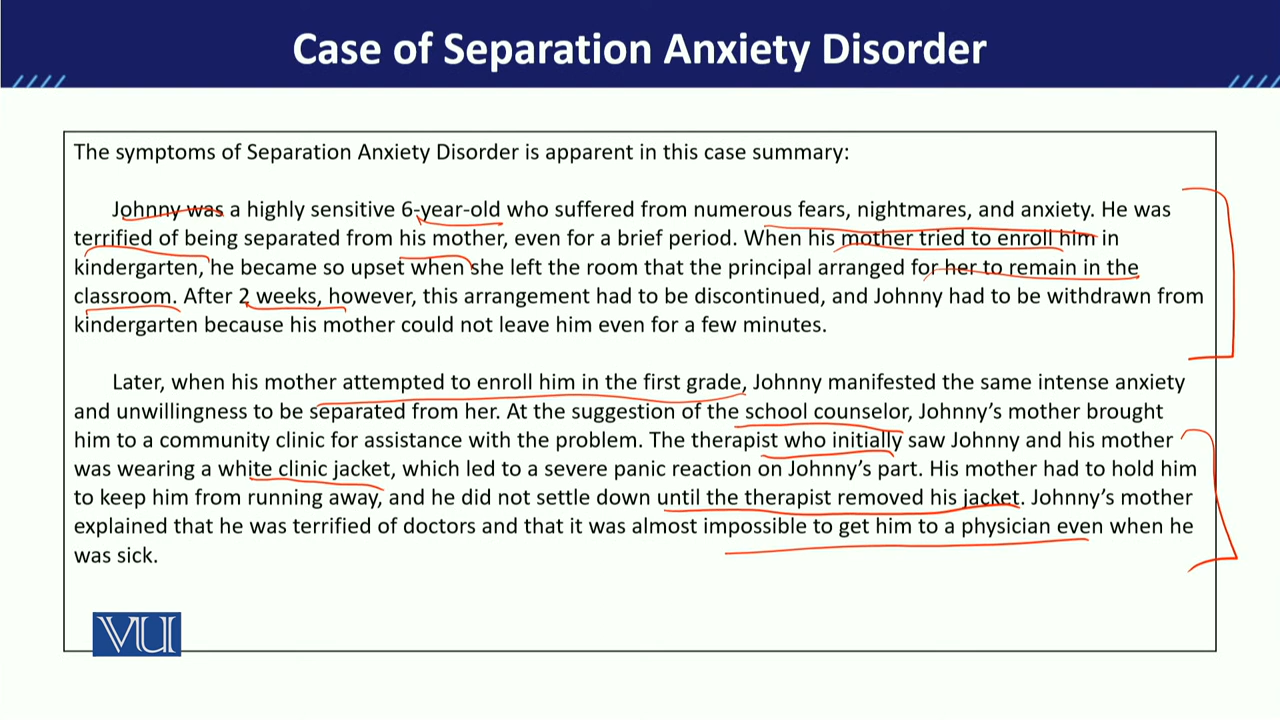 Case of Separation Anxiety Disorder
The symptoms of Separation Anxiety Disorder is apparent in this case summary:
Johnny was a highly sensitive 6-year-old who suffered from numerous fears, nightmares, and anxiety. He was
terrified of being separated from his mother, even for a brief period. When his mother tried to enroll him in
kindergarten, he became so upset when she left the room that the principal arranged for her to remain in the
classroom. After 2 weeks, however, this arrangement had to be discontinued, and Johnny had to be withdrawn from
kindergarten because his mother could not leave him even for a few minutes.
Later, when his mother attempted to enroll him in the first grade, Johnny manifested the same intense anxiety
and unwillingness to be separated from her. At the suggestion of the school counselor, Johnny’s mother brought
him to a community clinic for assistance with the problem. The therapist who initially saw Johnny and his mother
was wearing a white clinic jacket, which led to a severe panic reaction on Johnny’s part. His mother had to hold him
to keep him from running away, and he did not settle down until the therapist removed his jacket. Johnny’s mother
explained that he was terrified of doctors and that it was almost impossible to get him to a physician even when he
was sick.
VU